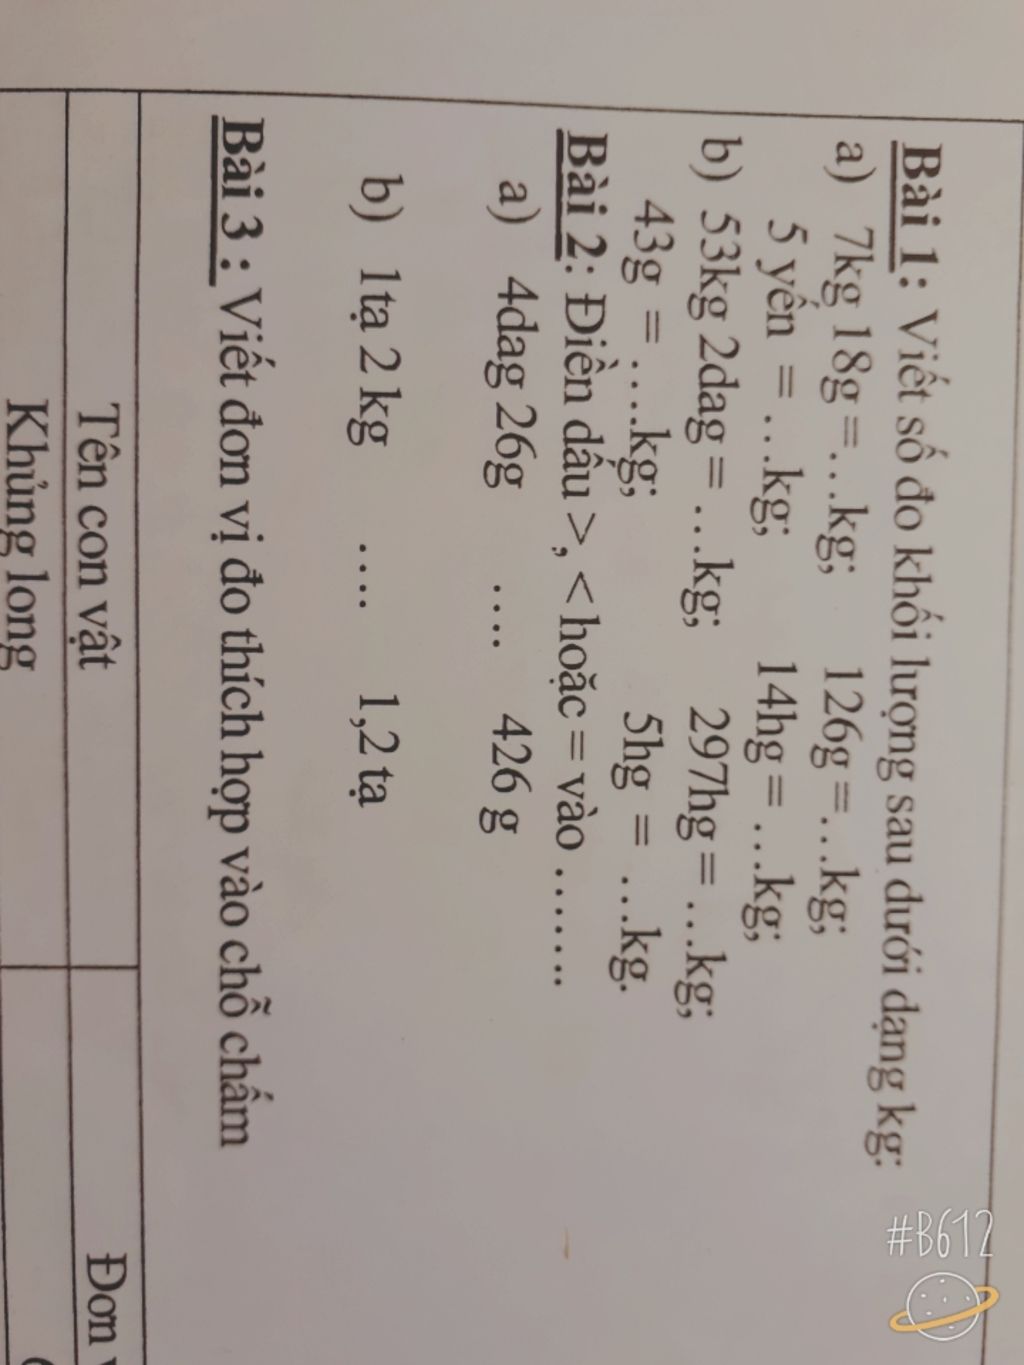 Bài 1: Viết số đo khối lượng sau dưới dạng kg:
a) 7kg 18g =…kg; 126g =…kg;
5 yến = …kg; 14hg = …kg;
b) 53kg 2dag = …kg; 297hg = …kg;
43g = ….kg; 5hg = …kg.
Bài 2: Điền dấu >, < hoặc = vào …….
a) 4dag 26g …. 426 g
b) 1tạ 2 kg …. 1,2 tạ
Bài 3 : Viết đơn vị đo thích hợp vào chỗ chấm
Tên con vật Đơn
Khủng long
#B612